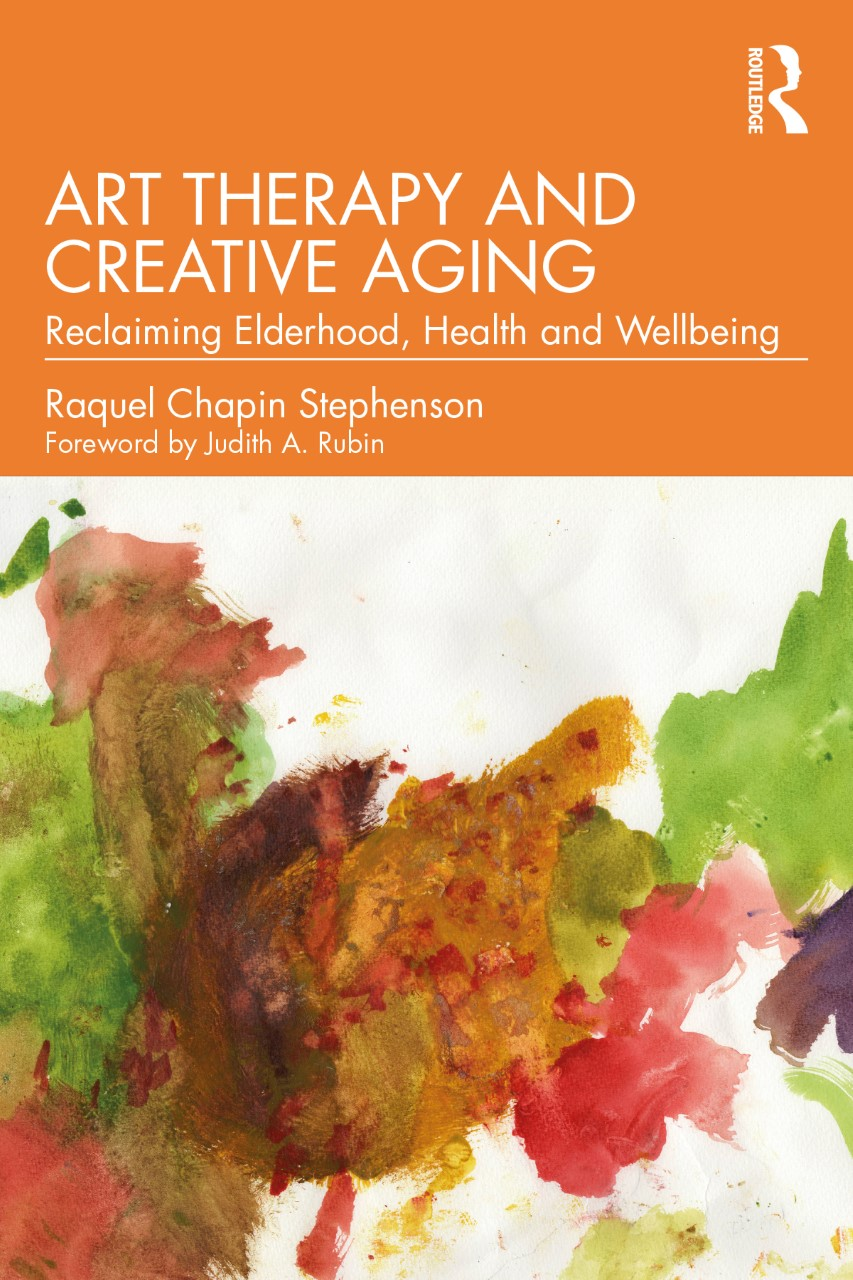 ROUTLEDGE
ART THERAPY AND
CREATIVE AGING
Reclaiming Elderhood, Health and Wellbeing
Raquel Chapin Stephenson
Foreword by Judith A. Rubin